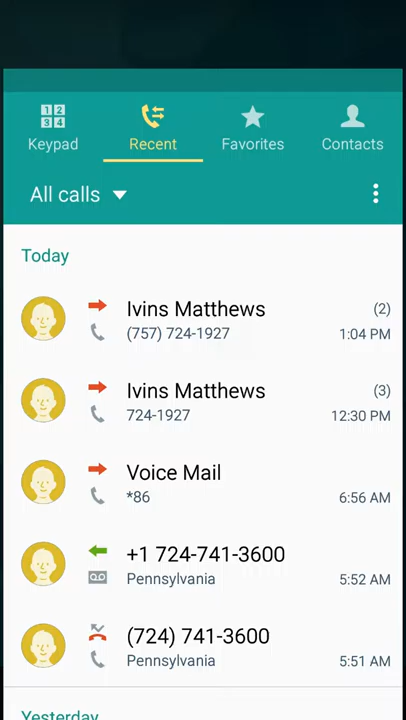 1 2
3 4
Keypad Recent Favorites Contacts
All calls
Today
Ivins Matthews (2)
(757) 724-1927 1:04 PM
Ivins Matthews (3)
724-1927 12:30 PM
Voice Mail
*86 6:56 AM
+1 724-741-3600
Pennsylvania 5:52 AM
(724) 741-3600
Pennsylvania 5:51 AM
Yesterday